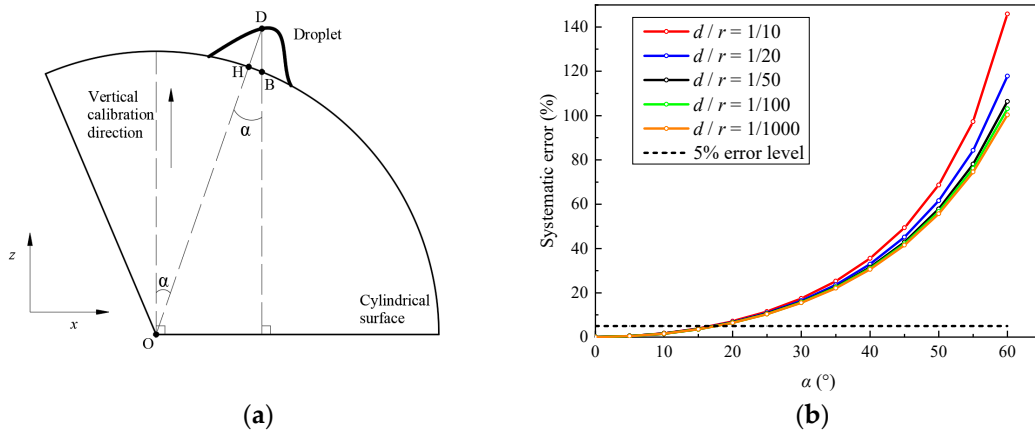 D
Droplet
H
B
Vertical
calibration
direction
α
z
α
x
O
Cylindrical
surface
(a)
Systematic error (%)
140
120
100
80
60
40
20
0
d / r = 1/10
d / r = 1/20
d / r = 1/50
d / r = 1/100
d / r = 1/1000
5% error level
0
10
20
30
40
50
60
α (°)
(b)